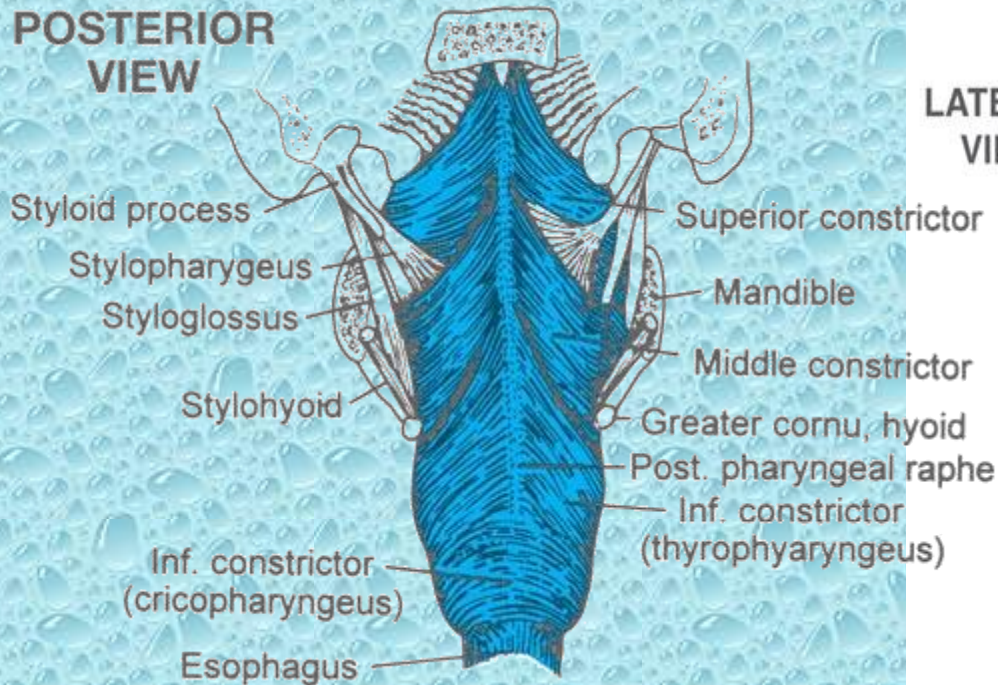 POSTERIOR
VIEW
Styloid process
Stylopharygeus
Styloglossus
Stylohyoid
Inf. constrictor
(cricopharyngeus)
Esophagus
Superior constrictor
Mandible
Middle constrictor
Greater cornu, hyoid
Post. pharyngeal raphe
Inf. constrictor
(thyrophyaryngeus)